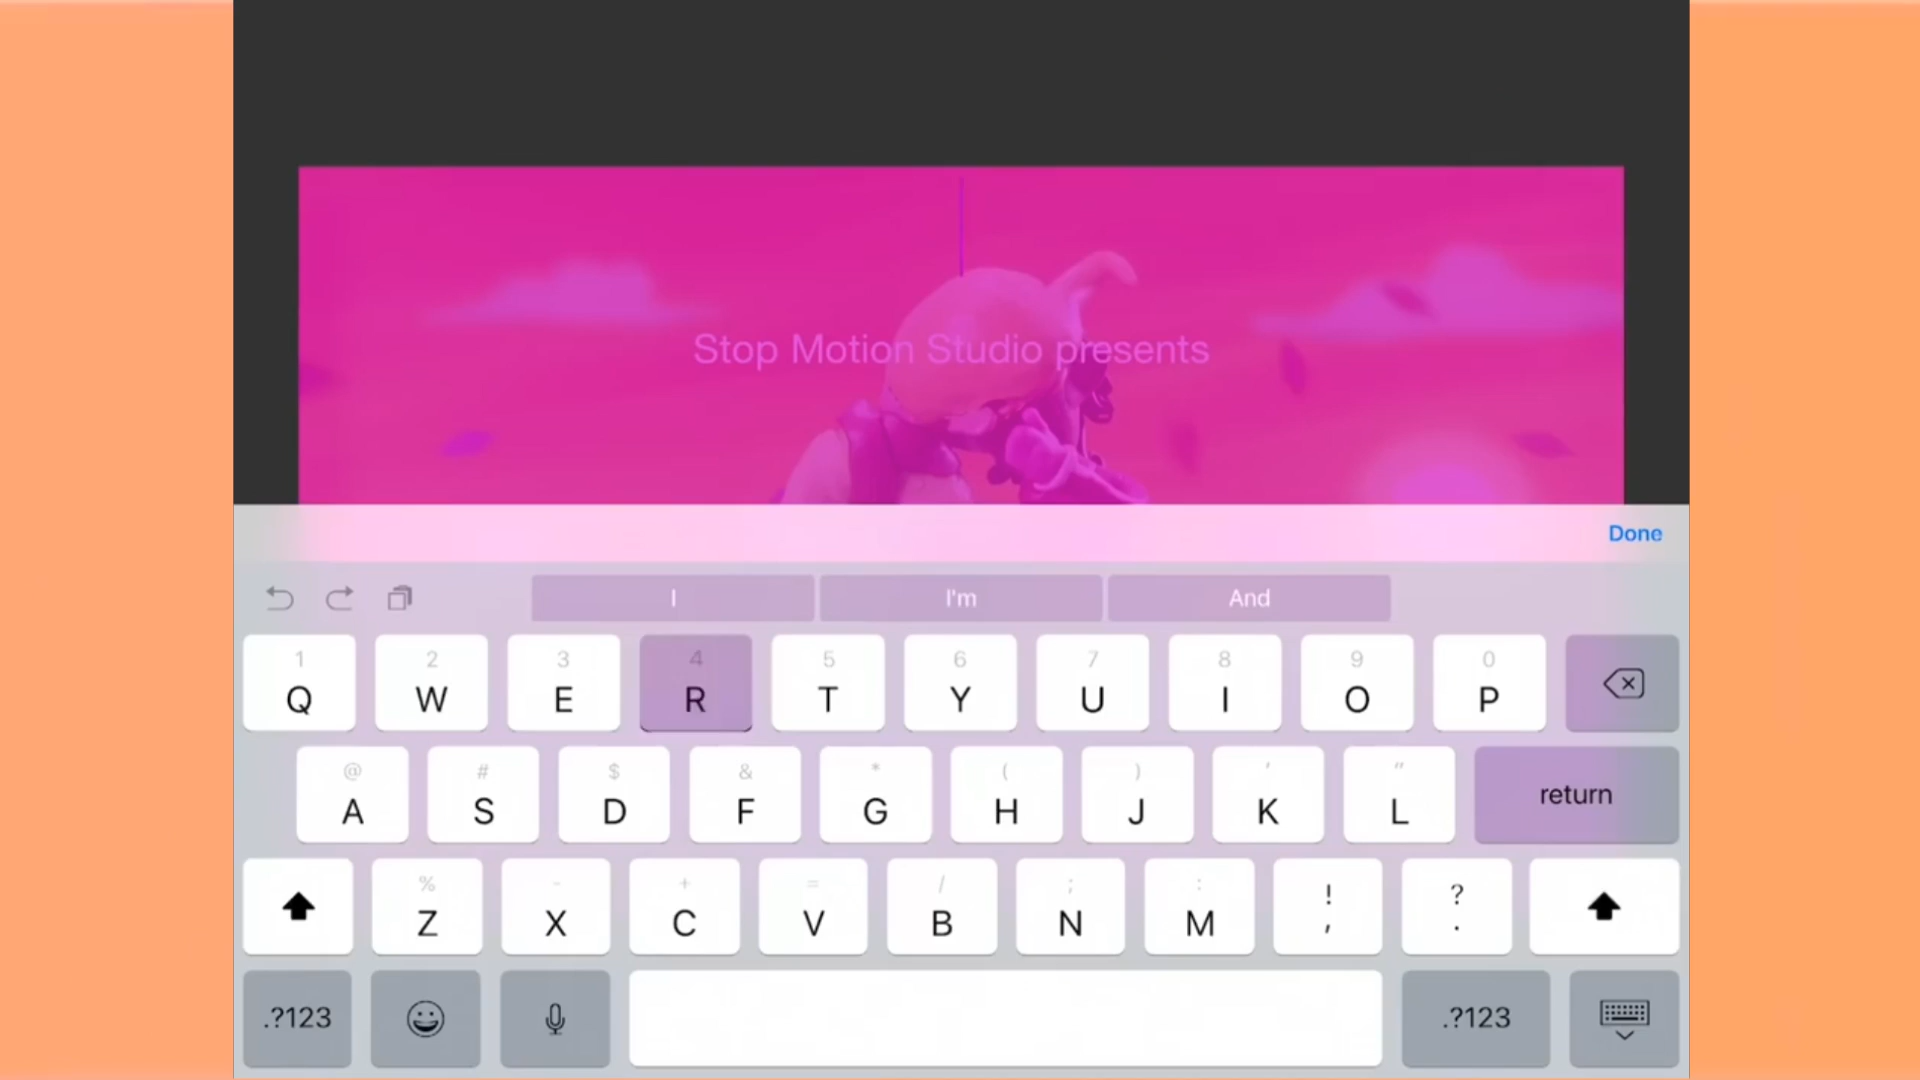 Stop Motion Studio presents
Done
I I'm And
1 2 3 4 5 6 7 8 9 0
Q W E R T Y U I O P
@ # $ & * ( ) ' "
A S D F G H J K L return
% - + = / ; : ! ?
Z X C V B N M , .
.?123 .?123